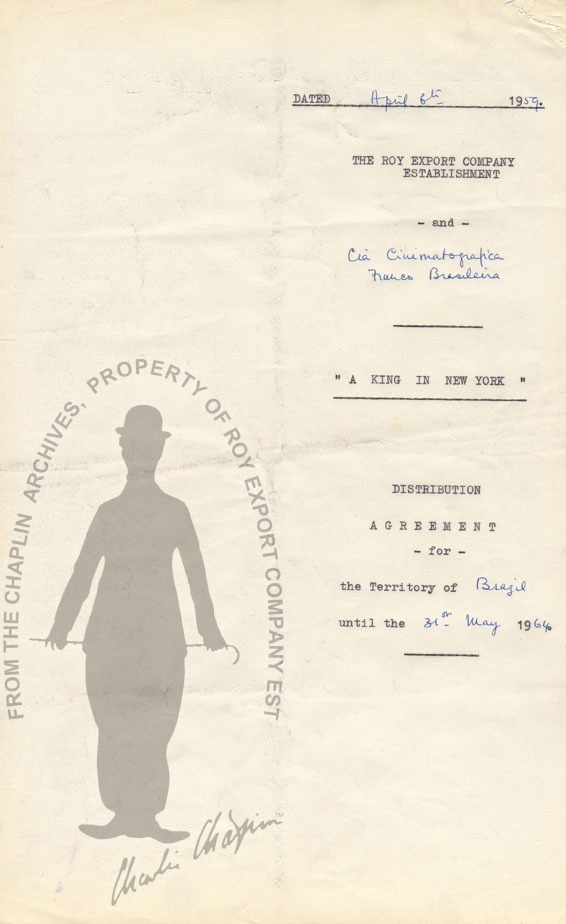 DATED April 6th 1959.
THE ROY EXPORT COMPANY
ESTABLISHMENT
- and -
Cia Cinimatografica
Franco Brasileira
" A KING IN NEW YORK "
DISTRIBUTION
A G R E E M E N T
- for -
the Territory of Brazil
until the 31st May 1964
FROM THE CHAPLIN ARCHIVES, PROPERTY OF ROY EXPORT COMPANY EST
Charlie Chaplin
TM